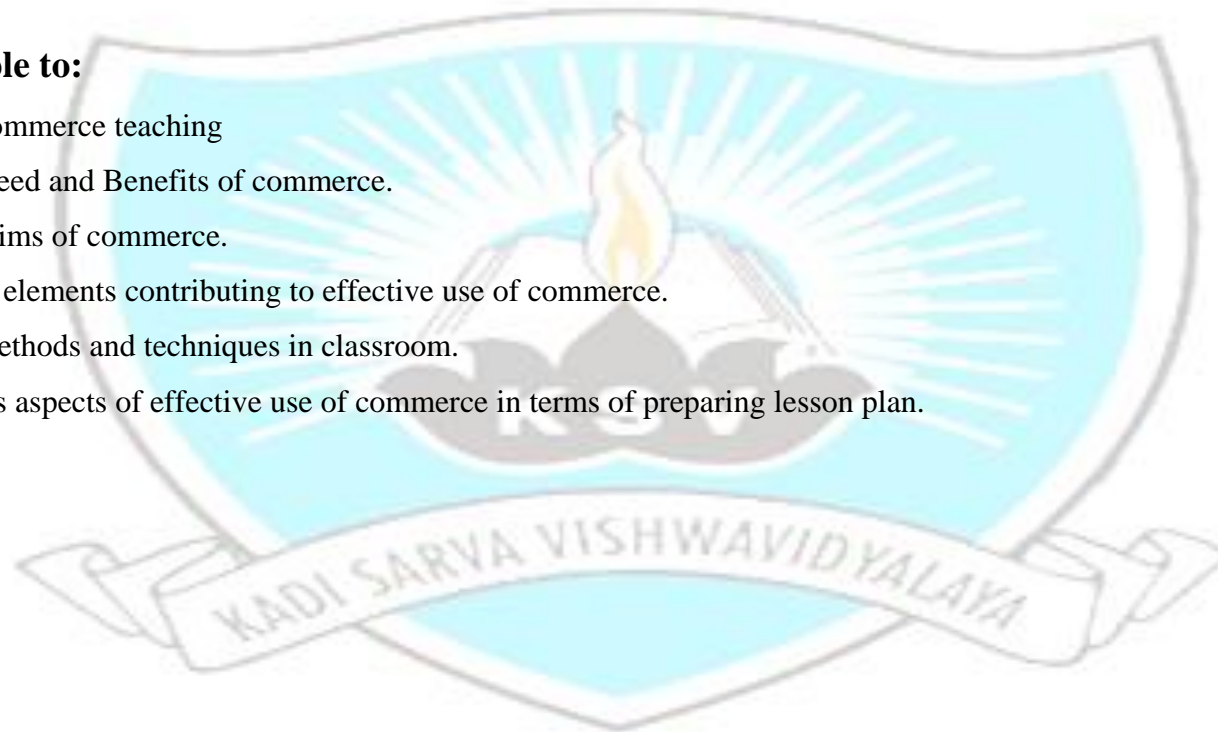 ble to:
ommerce teaching
eed and Benefits of commerce.
ims of commerce.
elements contributing to effective use of commerce.
ethods and techniques in classroom.
s aspects of effective use of commerce in terms of preparing lesson plan.
KSV
KADI SARVA VISHWAVIDYALAYA